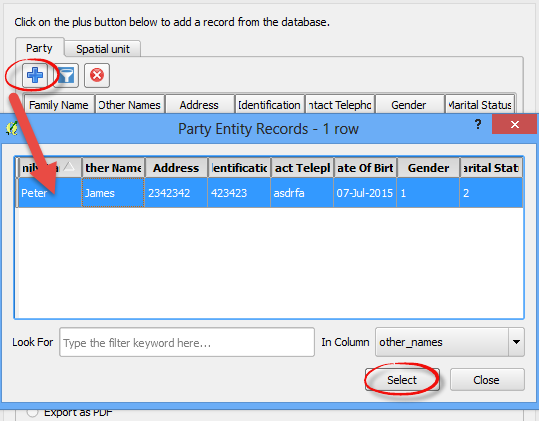 Click on the plus button below to add a record from the database.
Party Spatial unit
Family Name Other Names Address Identification ntact Telepho Gender Marital Status
Party Entity Records - 1 row ?
ther Name Address dentificatio act Telepl ate Of Birt Gender arital Stat
Peter James 2342342 423423 asdrfa 07-Jul-2015 1 2
Look For Type the filter keyword here... In Column other_names
Select Close
Export as PDF